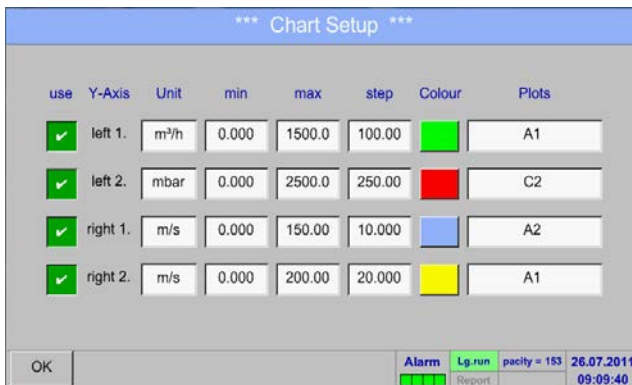 *** Chart Setup ***
use Y-Axis Unit min max step Colour Plots
left 1. m³/h 0.000 1500.0 100.00 A1
left 2. mbar 0.000 2500.0 250.00 C2
right 1. m/s 0.000 150.00 10.000 A2
right 2. m/s 0.000 200.00 20.000 A1
OK Alarm Lg.run pacity = 153 26.07.2011
Report 09:09:40